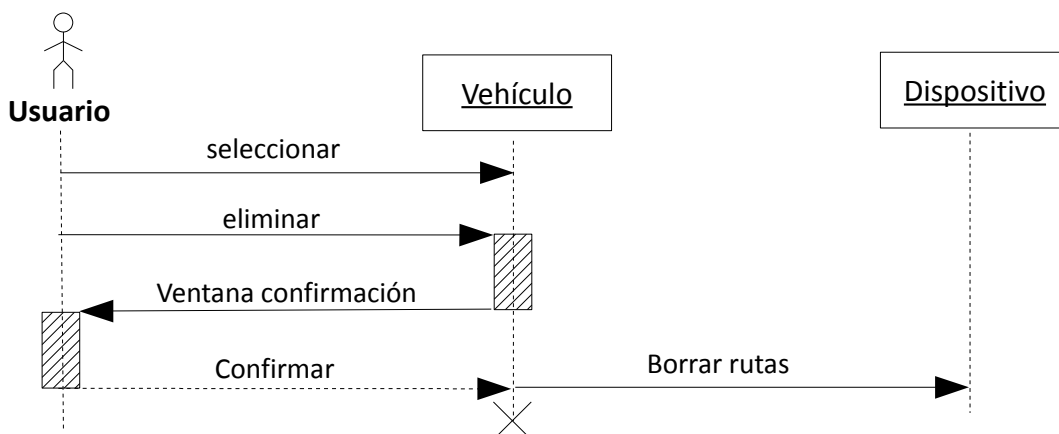 Usuario
Vehículo
Dispositivo
seleccionar
eliminar
Ventana confirmación
Confirmar
Borrar rutas